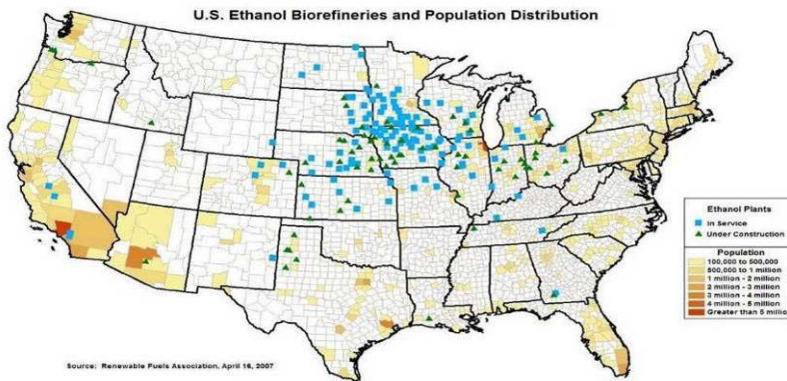 U.S. Ethanol Biorefineries and Population Distribution
Ethanol Plants
In Service
Under Construction
Population
100,000 to 500,000
500,000 to 1 million
1 million - 2 million
2 million - 3 million
3 million - 4 million
4 million - 5 million
Greater than 5 millio
Source: Renewable Fuels Association, April 16, 2007